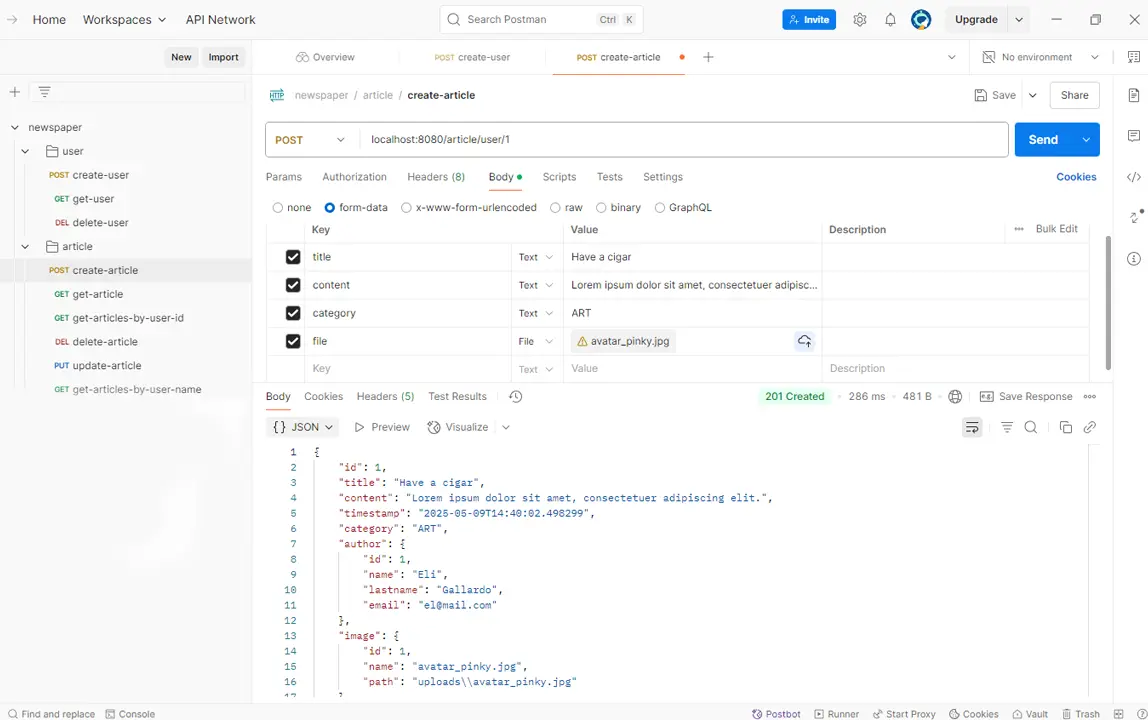 Home Workspaces API Network Search Postman Ctrl K Invite Upgrade
New Import Overview POST create-user POST create-article No environment
newspaper / article / create-article Save Share
newspaper
user
POST create-user
GET get-user
DEL delete-user
article
POST create-article
GET get-article
GET get-articles-by-user-id
DEL delete-article
PUT update-article
GET get-articles-by-user-name
POST localhost:8080/article/user/1 Send
Params Authorization Headers (8) Body Scripts Tests Settings Cookies
none form-data x-www-form-urlencoded raw binary GraphQL
Key Value Description Bulk Edit
title Text Have a cigar
content Text Lorem ipsum dolor sit amet, consectetuer adipisc...
category Text ART
file File avatar_pinky.jpg
Key Text Value Description
Body Cookies Headers (5) Test Results 201 Created 286 ms 481 B Save Response
{} JSON Preview Visualize
1 {
2 "id": 1,
3 "title": "Have a cigar",
4 "content": "Lorem ipsum dolor sit amet, consectetuer adipiscing elit.",
5 "timestamp": "2025-05-09T14:40:02.498299",
6 "category": "ART",
7 "author": {
8 "id": 1,
9 "name": "Eli",
10 "lastname": "Gallardo",
11 "email": "el@mail.com"
12 },
13 "image": {
14 "id": 1,
15 "name": "avatar_pinky.jpg",
16 "path": "uploads\\avatar_pinky.jpg"
17 }
Find and replace Console Postbot Runner Start Proxy Cookies Vault Trash